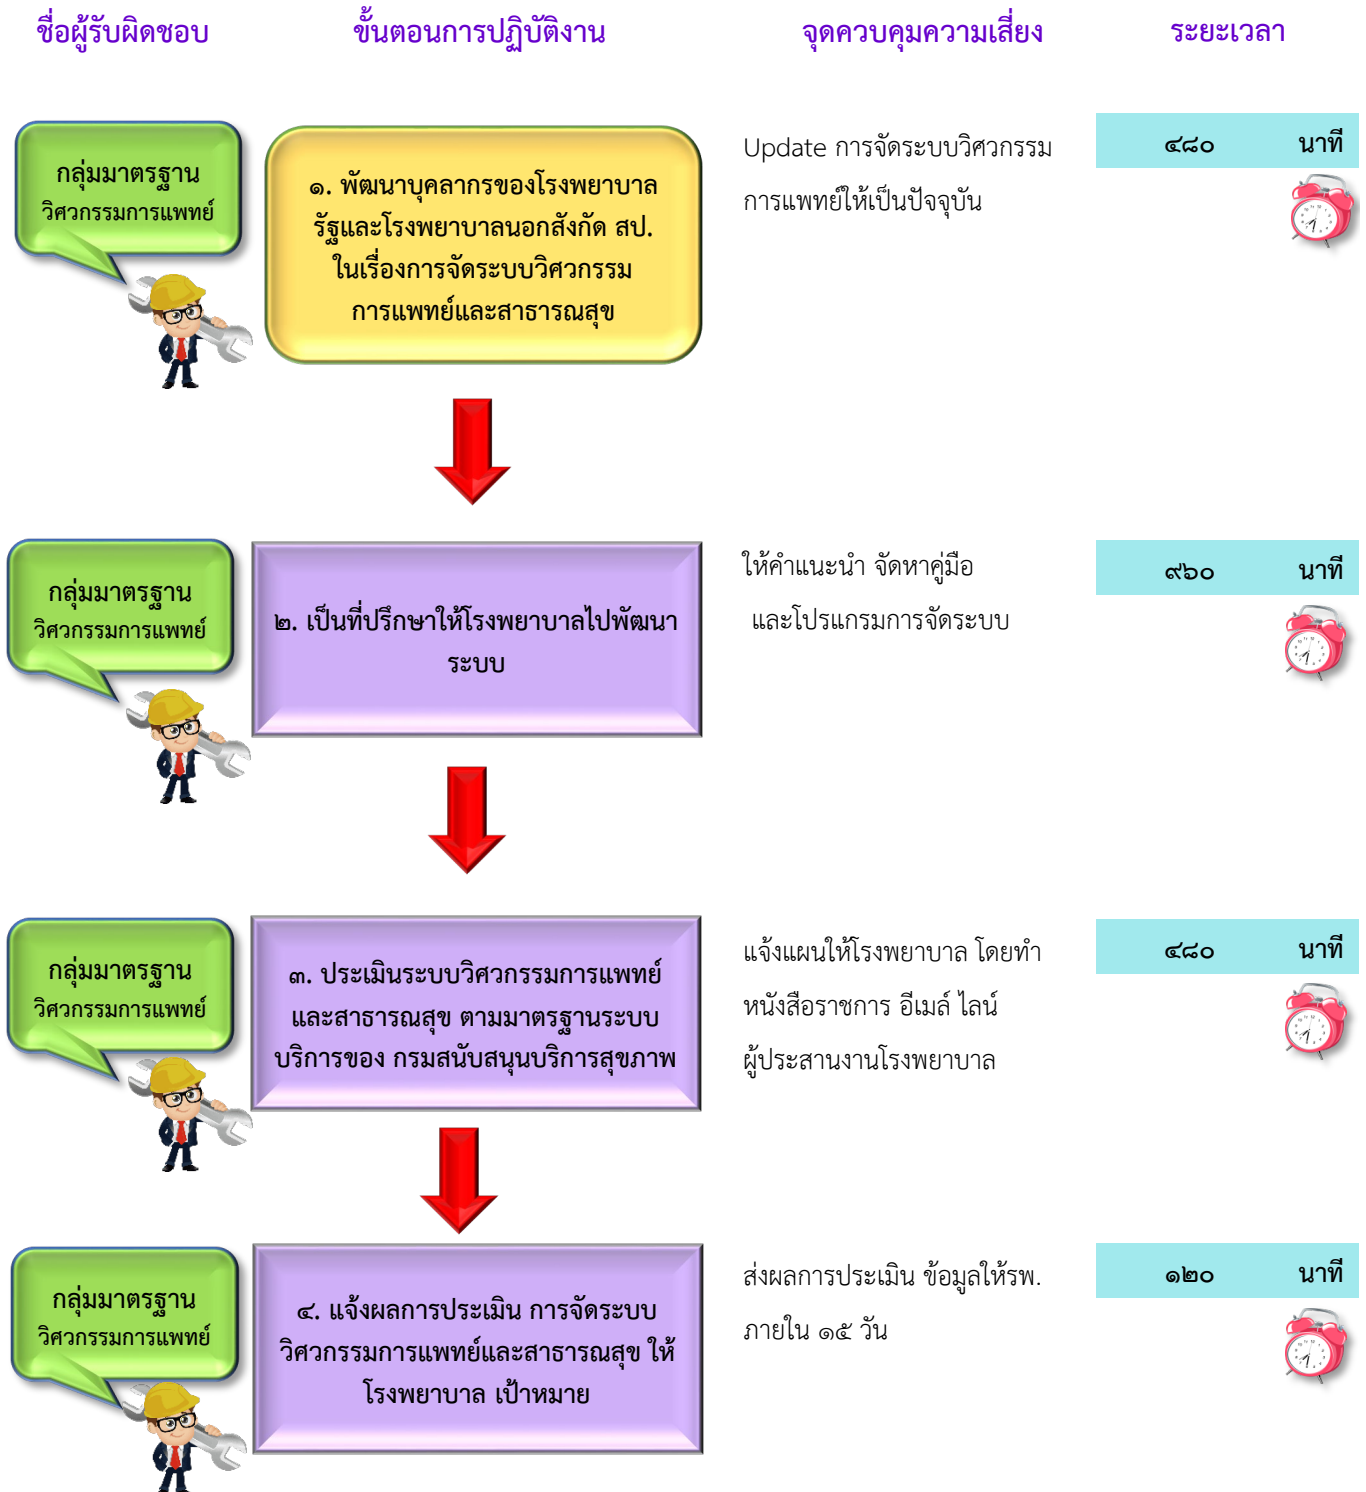 ชื่อผู้รับผิดชอบ ขั้นตอนการปฏิบัติงาน จุดควบคุมความเสี่ยง ระยะเวลา
กลุ่มมาตรฐาน
วิศวกรรมการแพทย์
๑. พัฒนาบุคลากรของโรงพยาบาล
รัฐและโรงพยาบาลนอกสังกัด สป.
ในเรื่องการจัดระบบวิศวกรรม
การแพทย์และสาธารณสุข
Update การจัดระบบวิศวกรรม
การแพทย์ให้เป็นปัจจุบัน
๔๘๐ นาที
กลุ่มมาตรฐาน
วิศวกรรมการแพทย์
๒. เป็นที่ปรึกษาให้โรงพยาบาลไปพัฒนา
ระบบ
ให้คำแนะนำ จัดหาคู่มือ
และโปรแกรมการจัดระบบ
๙๖๐ นาที
กลุ่มมาตรฐาน
วิศวกรรมการแพทย์
๓. ประเมินระบบวิศวกรรมการแพทย์
และสาธารณสุข ตามมาตรฐานระบบ
บริการของ กรมสนับสนุนบริการสุขภาพ
แจ้งแผนให้โรงพยาบาล โดยทำ
หนังสือราชการ อีเมล์ ไลน์
ผู้ประสานงานโรงพยาบาล
๔๘๐ นาที
กลุ่มมาตรฐาน
วิศวกรรมการแพทย์
๔. แจ้งผลการประเมิน การจัดระบบ
วิศวกรรมการแพทย์และสาธารณสุข ให้
โรงพยาบาล เป้าหมาย
ส่งผลการประเมิน ข้อมูลให้รพ.
ภายใน ๑๕ วัน
๑๒๐ นาที